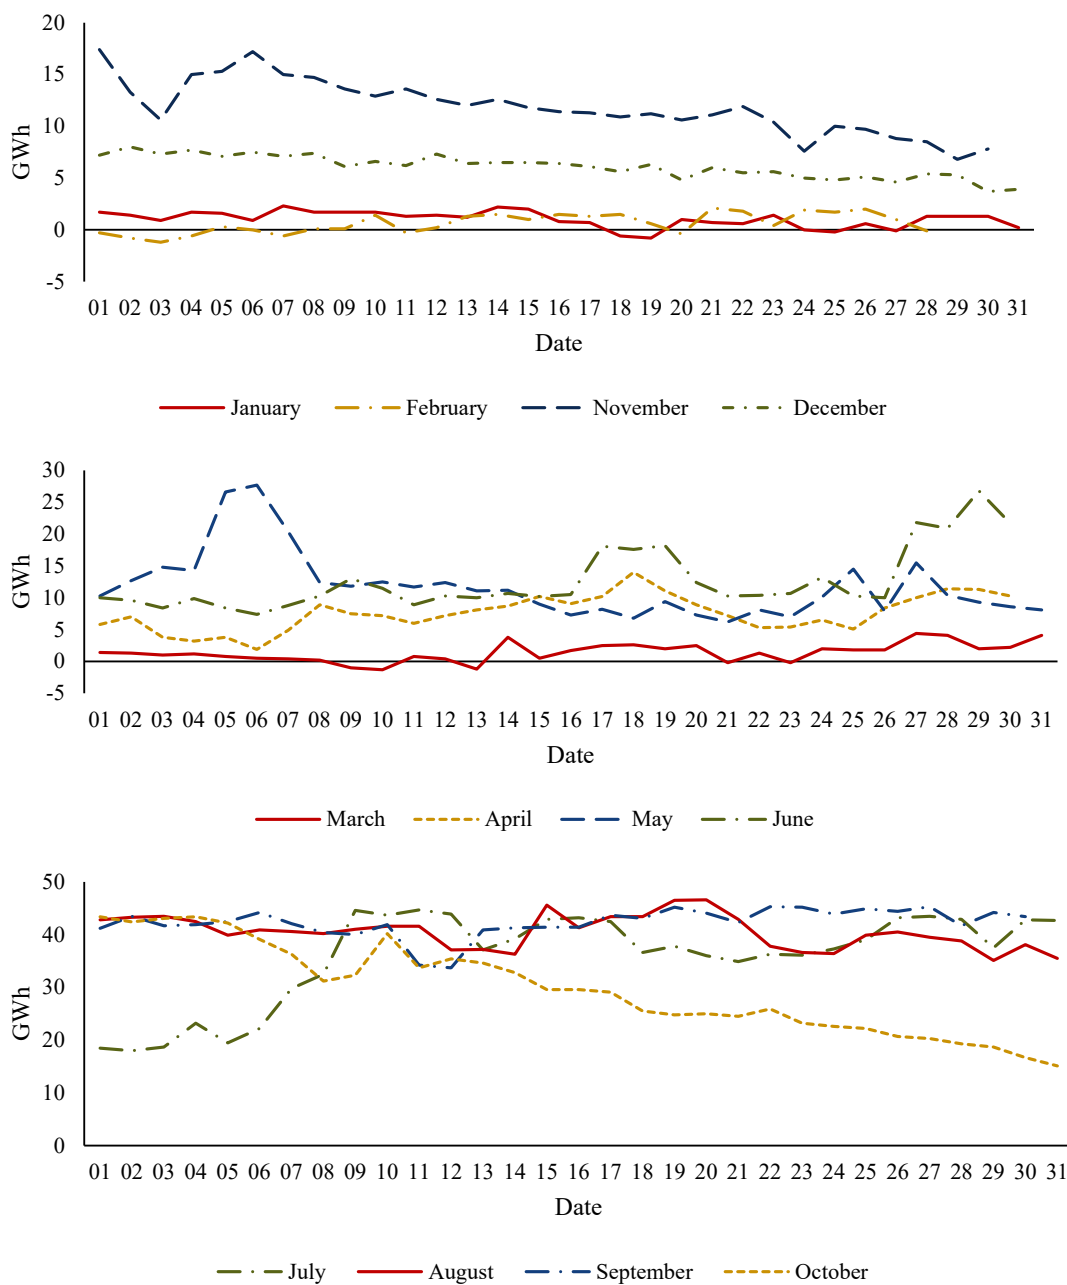 20
15
10
5
0
-5
GWh
01 02 03 04 05 06 07 08 09 10 11 12 13 14 15 16 17 18 19 20 21 22 23 24 25 26 27 28 29 30 31
Date
January February November December
30
25
20
15
10
5
0
-5
GWh
01 02 03 04 05 06 07 08 09 10 11 12 13 14 15 16 17 18 19 20 21 22 23 24 25 26 27 28 29 30 31
Date
March April May June
50
40
30
20
10
0
GWh
01 02 03 04 05 06 07 08 09 10 11 12 13 14 15 16 17 18 19 20 21 22 23 24 25 26 27 28 29 30 31
Date
July August September October